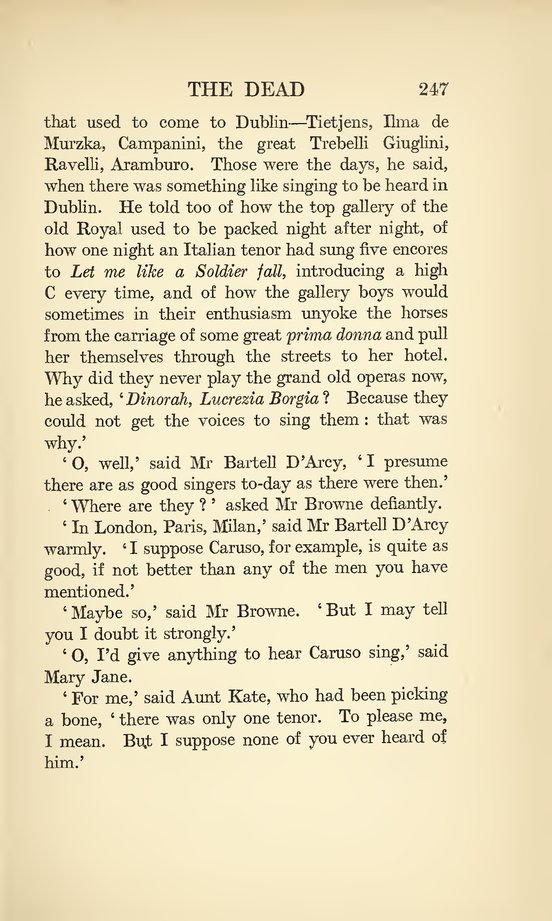 THE DEAD 247
that used to come to Dublin—Tietjens, Ilma de
Murzka, Campanini, the great Trebelli Giuglini,
Ravelli, Aramburo. Those were the days, he said,
when there was something like singing to be heard in
Dublin. He told too of how the top gallery of the
old Royal used to be packed night after night, of
how one night an Italian tenor had sung five encores
to Let me like a Soldier fall, introducing a high
C every time, and of how the gallery boys would
sometimes in their enthusiasm unyoke the horses
from the carriage of some great prima donna and pull
her themselves through the streets to her hotel.
Why did they never play the grand old operas now,
he asked, ‘Dinorah, Lucrezia Borgia? Because they
could not get the voices to sing them: that was
why.’
‘O, well,’ said Mr Bartell D’Arcy, ‘I presume
there are as good singers to-day as there were then.’
‘Where are they?’ asked Mr Browne defiantly.
‘In London, Paris, Milan,’ said Mr Bartell D’Arcy
warmly. ‘I suppose Caruso, for example, is quite as
good, if not better than any of the men you have
mentioned.’
‘Maybe so,’ said Mr Browne. ‘But I may tell
you I doubt it strongly.’
‘O, I’d give anything to hear Caruso sing,’ said
Mary Jane.
‘For me,’ said Aunt Kate, who had been picking
a bone, ‘there was only one tenor. To please me,
I mean. But I suppose none of you ever heard of
him.’